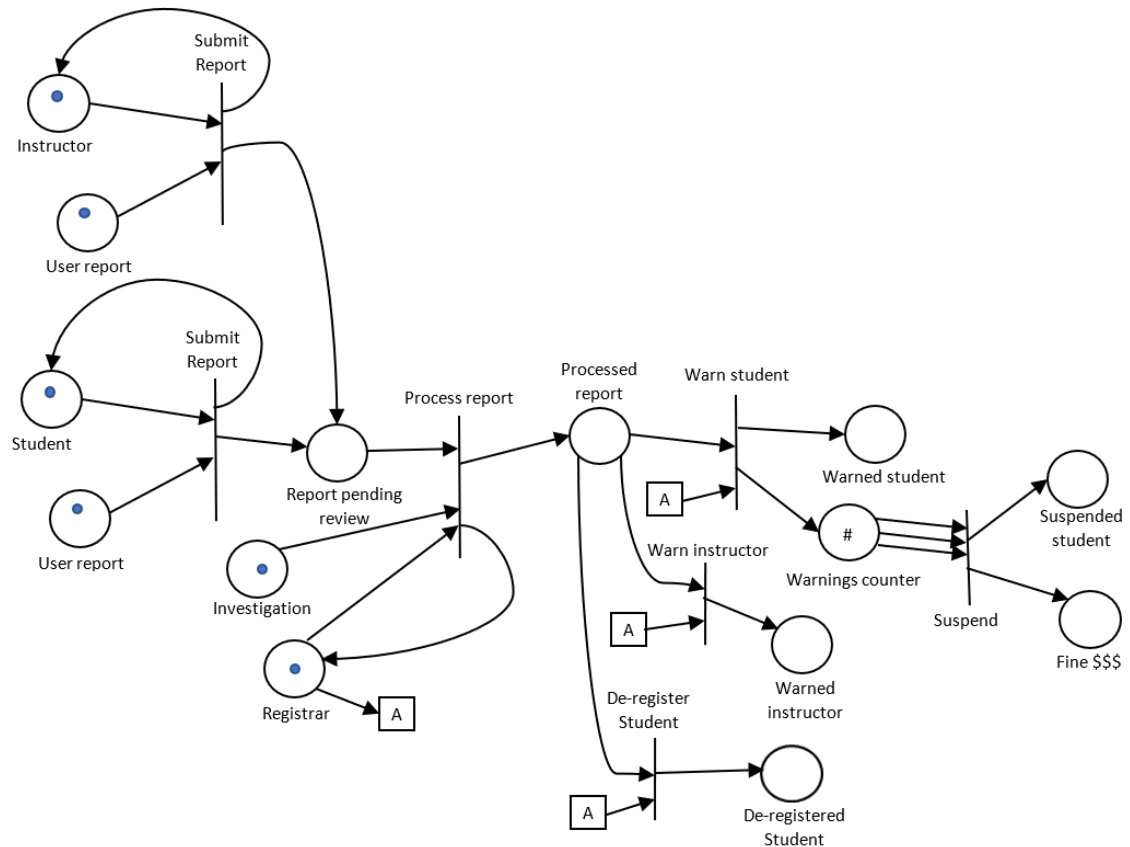 Submit
Report
Instructor
User report
Submit
Report
Student
User report
Report pending
review
Process report
Investigation
Registrar
A
Processed
report
Warn student
A
Warned student
#
Warnings counter
Suspended
student
Suspend
Fine $$$
Warn instructor
A
Warned
instructor
De-register
Student
A
De-registered
Student